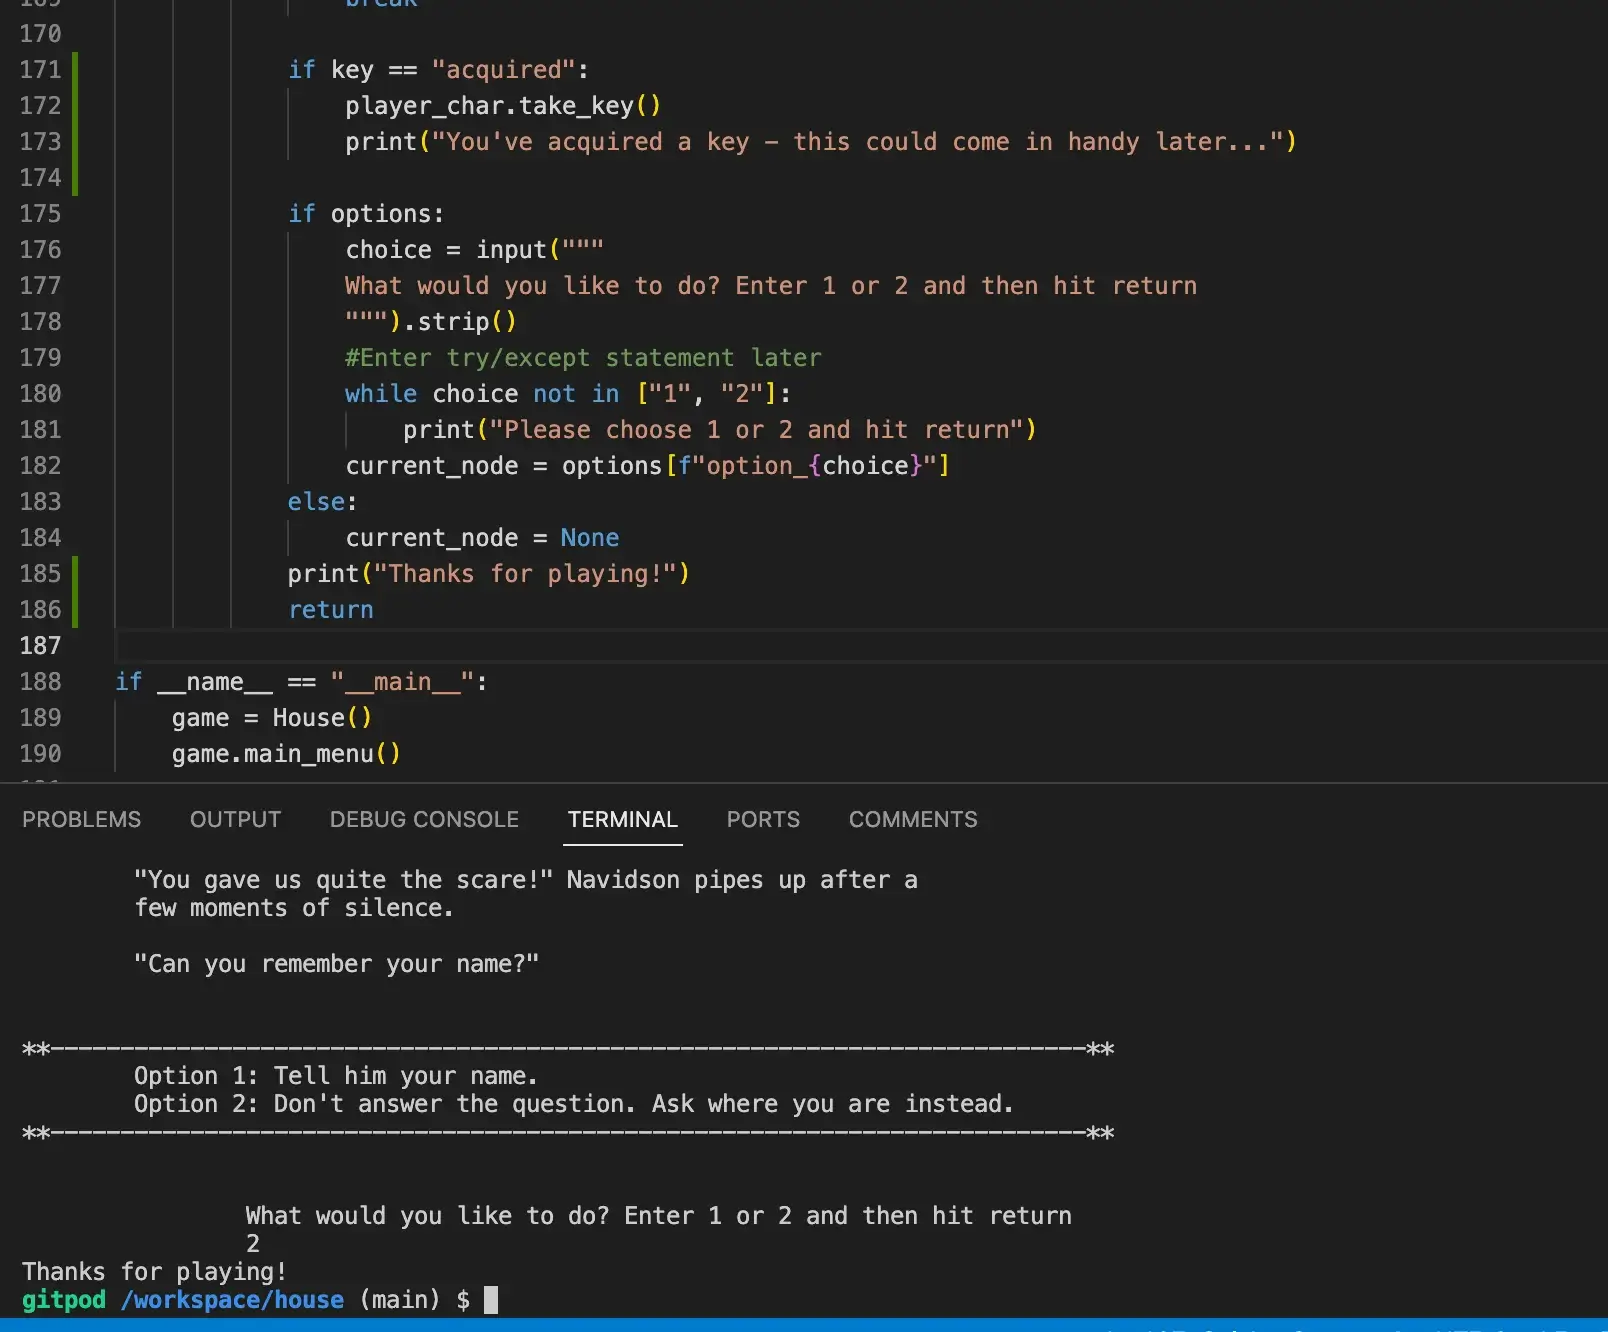 break
170
171 if key == "acquired":
172 player_char.take_key()
173 print("You've acquired a key – this could come in handy later...")
174
175 if options:
176 choice = input("""
177 What would you like to do? Enter 1 or 2 and then hit return
178 """).strip()
179 #Enter try/except statement later
180 while choice not in ["1", "2"]:
181 print("Please choose 1 or 2 and hit return")
182 current_node = options[f"option_{choice}"]
183 else:
184 current_node = None
185 print("Thanks for playing!")
186 return
187
188 if __name__ == "__main__":
189 game = House()
190 game.main_menu()
PROBLEMS OUTPUT DEBUG CONSOLE TERMINAL PORTS COMMENTS
"You gave us quite the scare!" Navidson pipes up after a
few moments of silence.
"Can you remember your name?"
**——————————————————————————————————————————————————————————————————————————**
Option 1: Tell him your name.
Option 2: Don't answer the question. Ask where you are instead.
**——————————————————————————————————————————————————————————————————————————**
What would you like to do? Enter 1 or 2 and then hit return
2
Thanks for playing!
gitpod /workspace/house (main) $